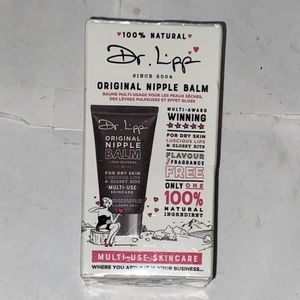 100% NATURAL
Dr. Lipp
SINCE 2004
ORIGINAL NIPPLE BALM
BAUME MULTI-USAGE POUR LES PEAUX SÈCHES,
DES LÈVRES PULPEUSES ET EFFET GLOSS
MULTI-AWARD
WINNING
FOR DRY SKIN
LUSCIOUS LIPS
& GLOSSY BITS
FLAVOUR
FRAGRANCE
FREE
ONLY ONE
100%
NATURAL
INGREDIENT
Dr. Lipp
ORIGINAL
NIPPLE
BALM
FOR DRY SKIN
LUSCIOUS LIPS
& GLOSSY BITS
MULTI-USE
SKINCARE
MULTI-USE SKINCARE
WHERE YOU APPLY IT IS YOUR BUSINESS...